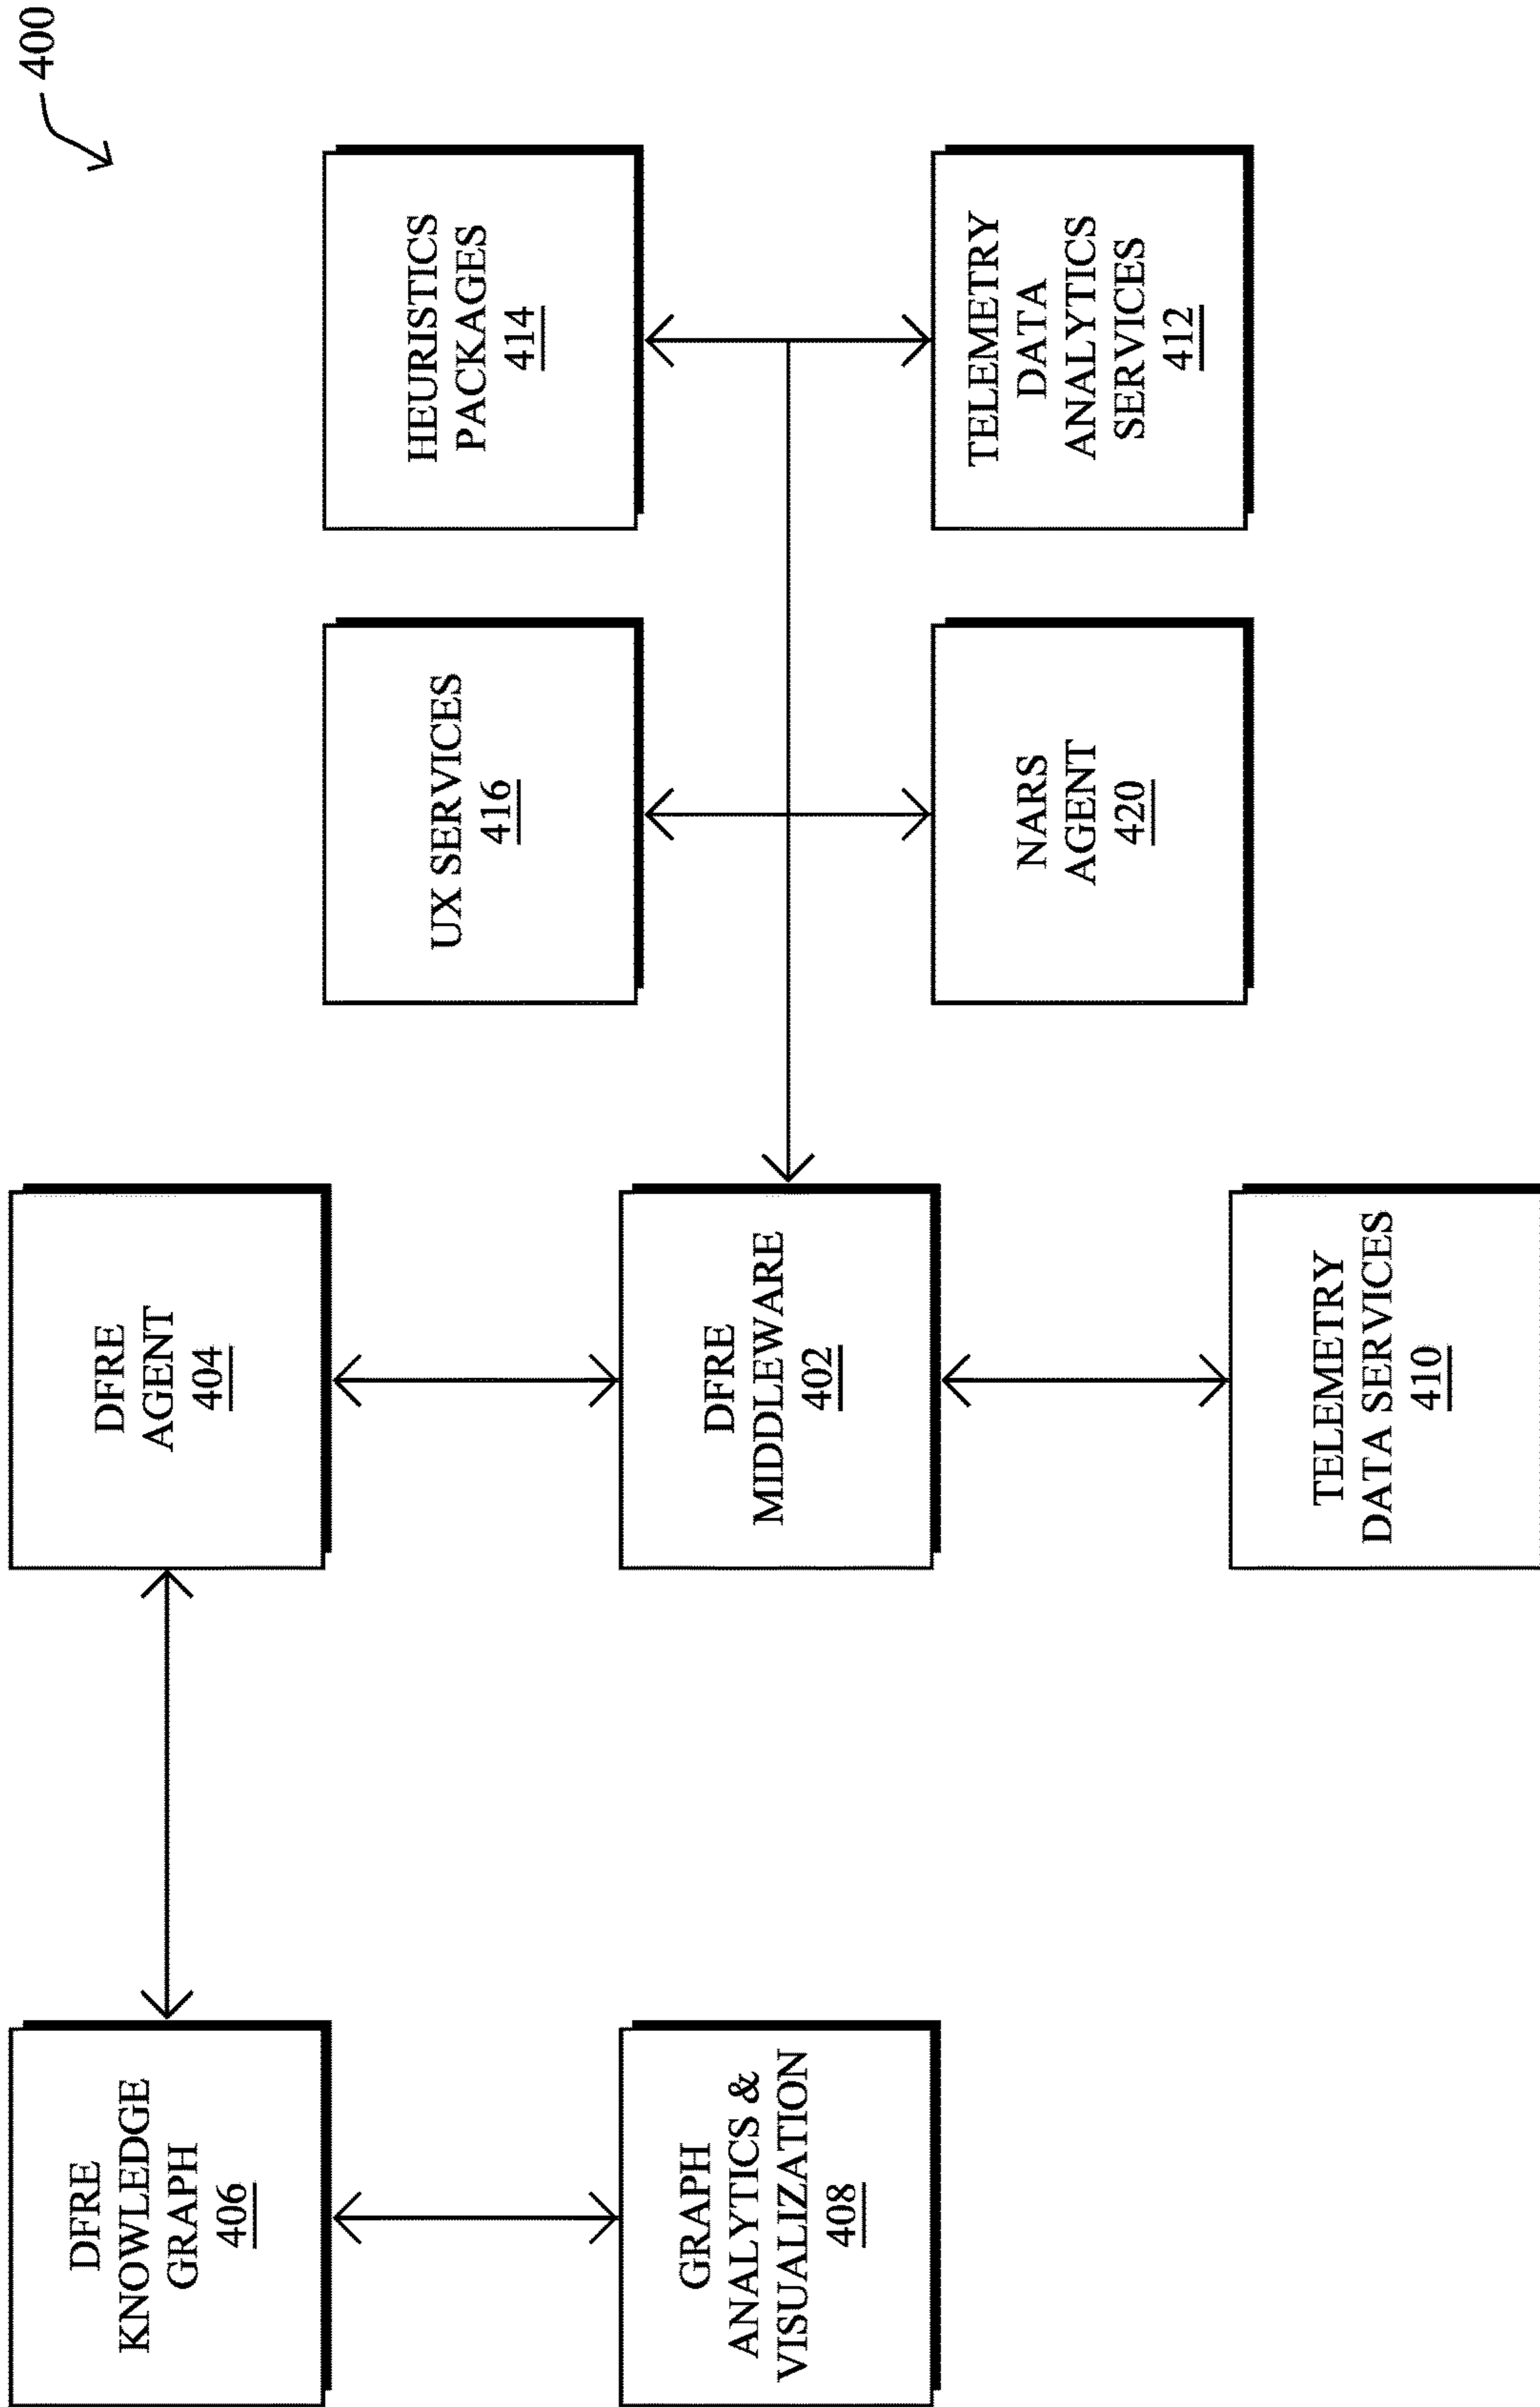 400
DFRE
KNOWLEDGE
GRAPH
406
DFRE
AGENT
404
UX SERVICES
416
HEURISTICS
PACKAGES
414
GRAPH
ANALYTICS &
VISUALIZATION
408
DFRE
MIDDLEWARE
402
NARS
AGENT
420
TELEMETRY
DATA
ANALYTICS
SERVICES
412
TELEMETRY
DATA SERVICES
410